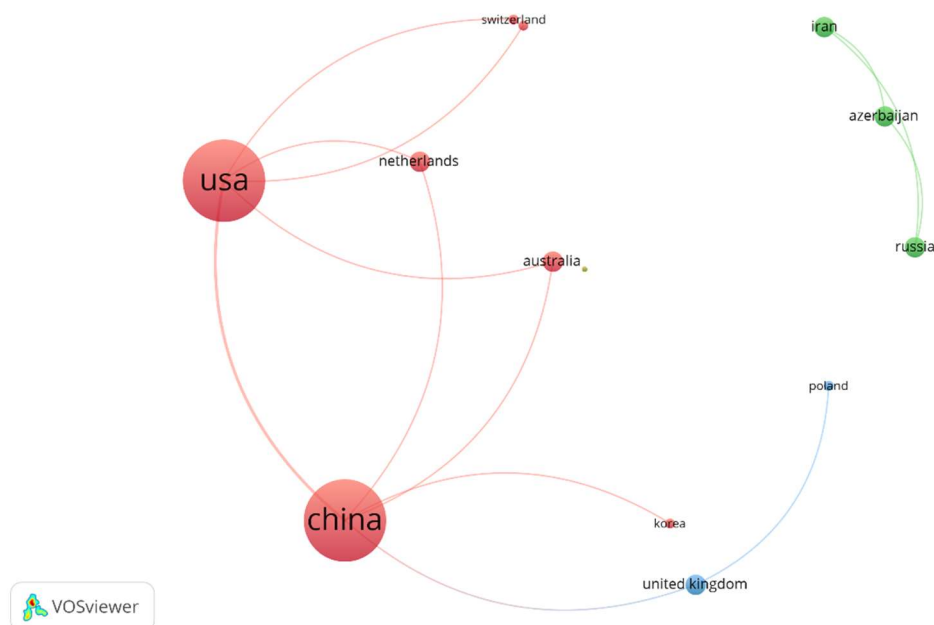 switzerland
iran
azerbaijan
netherlands
usa
russia
australia
poland
china
korea
united kingdom
VOSviewer